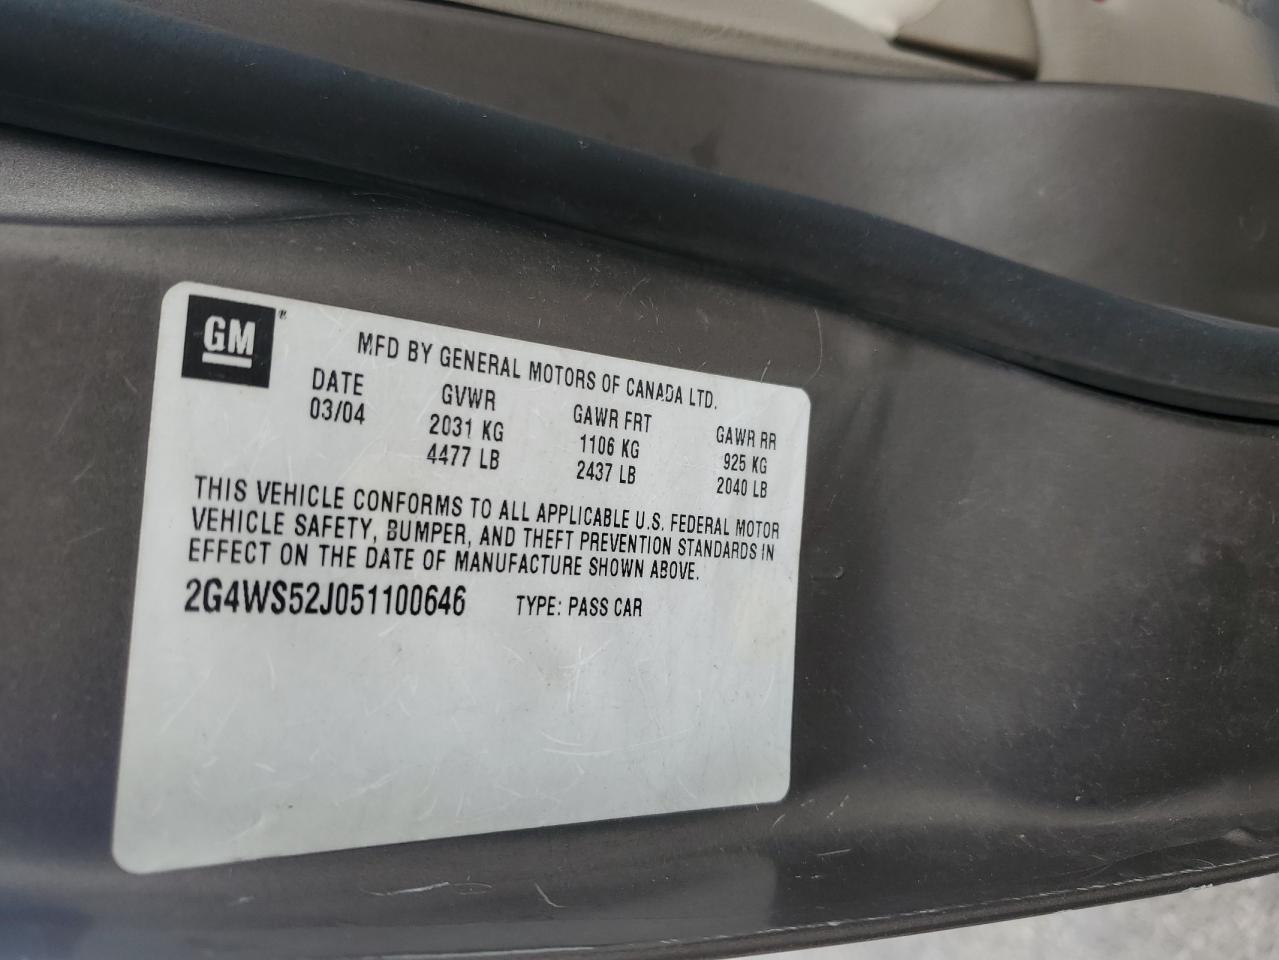 GM®
MFD BY GENERAL MOTORS OF CANADA LTD.
DATE GVWR GAWR FRT GAWR RR
03/04 2031 KG 1106 KG 925 KG
4477 LB 2437 LB 2040 LB
THIS VEHICLE CONFORMS TO ALL APPLICABLE U.S. FEDERAL MOTOR
VEHICLE SAFETY, BUMPER, AND THEFT PREVENTION STANDARDS IN
EFFECT ON THE DATE OF MANUFACTURE SHOWN ABOVE.
2G4WS52J051100646 TYPE: PASS CAR